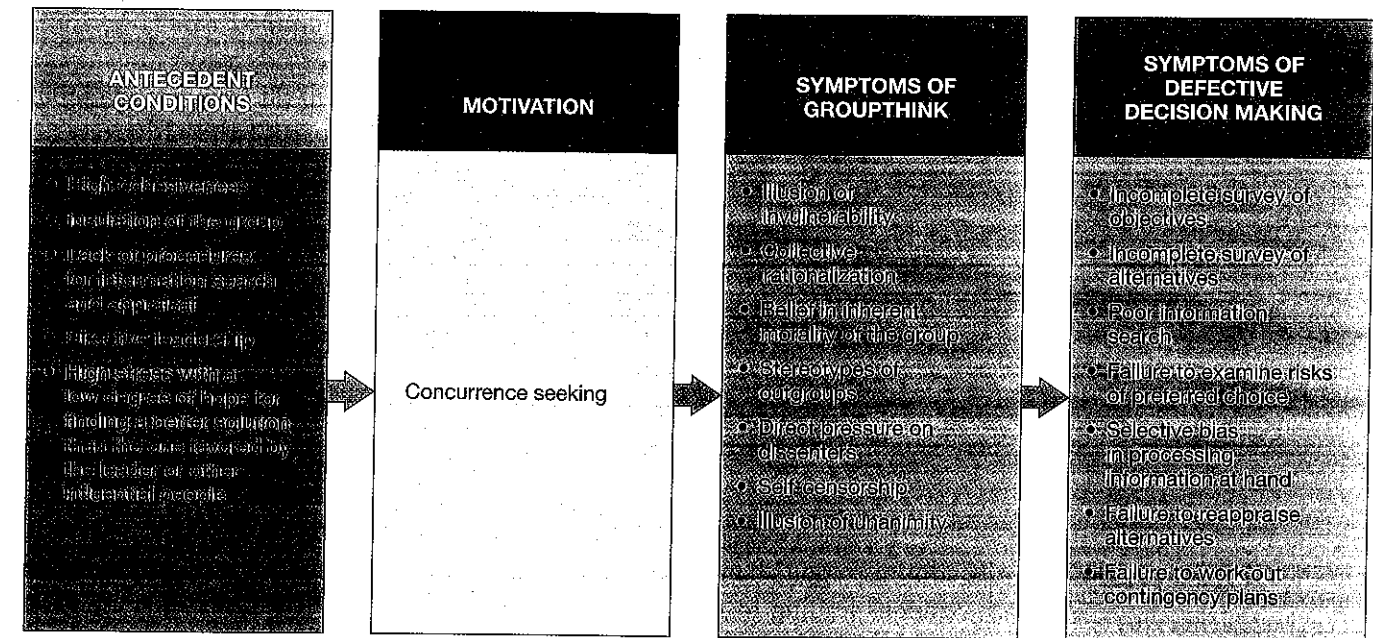 ANTECEDENT
CONDITIONS
• High cohesiveness
• Insulation of the group
• Lack of procedures
for information search
and appraisal
• Directive leadership
• High stress with a
low degree of hope for
finding a better solution
than the one favored by
the leader or other
influential people
MOTIVATION
Concurrence seeking
SYMPTOMS OF
GROUPTHINK
• Illusion of
invulnerability
• Collective
rationalization
• Belief in inherent
morality of the group
• Stereotypes of
outgroups
• Direct pressure on
dissenters
• Self-censorship
• Illusion of unanimity
SYMPTOMS OF
DEFECTIVE
DECISION MAKING
• Incomplete survey of
objectives
• Incomplete survey of
alternatives
• Poor information
search
• Failure to examine risks
of preferred choice
• Selective bias
in processing
information at hand
• Failure to reappraise
alternatives
• Failure to work out
contingency plans